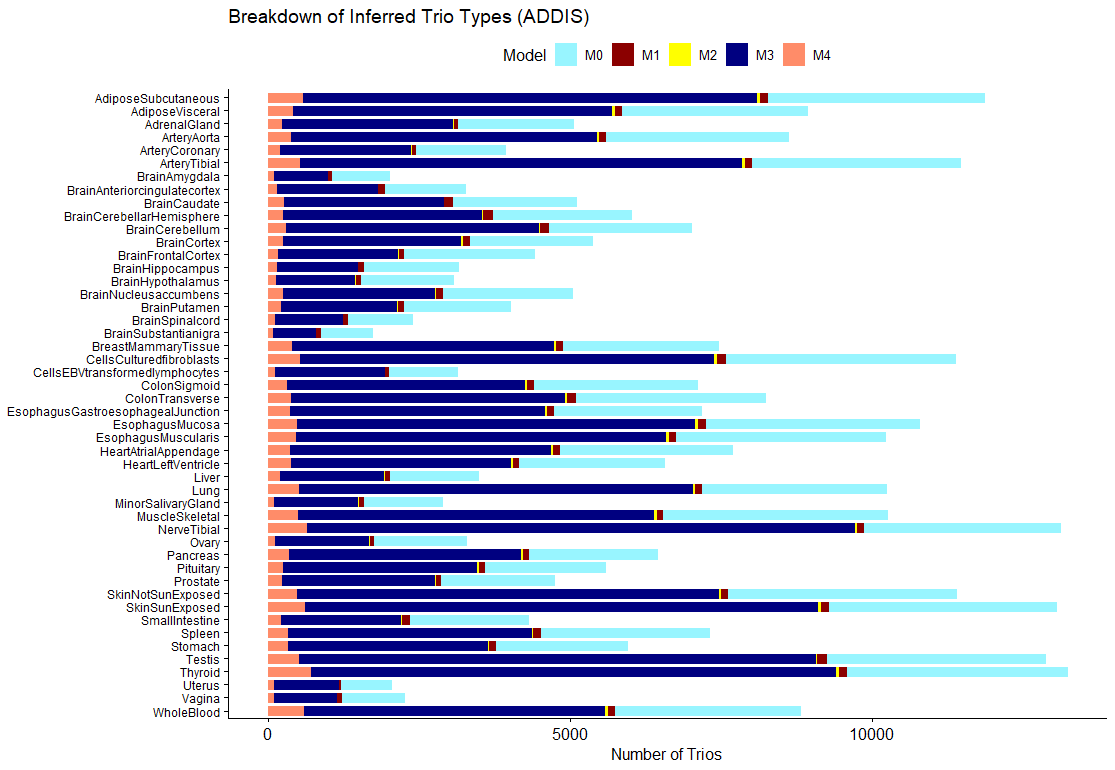 Breakdown of Inferred Trio Types (ADDIS)
Model M0 M1 M2 M3 M4
AdiposeSubcutaneous
AdiposeVisceral
AdrenalGland
ArteryAorta
ArteryCoronary
ArteryTibial
BrainAmygdala
BrainAnteriorcingulatecortex
BrainCaudate
BrainCerebellarHemisphere
BrainCerebellum
BrainCortex
BrainFrontalCortex
BrainHippocampus
BrainHypothalamus
BrainNucleusaccumbens
BrainPutamen
BrainSpinalcord
BrainSubstantianigra
BreastMammaryTissue
CellsCulturedfibroblasts
CellsEBVtransformedlymphocytes
ColonSigmoid
ColonTransverse
EsophagusGastroesophagealJunction
EsophagusMucosa
EsophagusMuscularis
HeartAtrialAppendage
HeartLeftVentricle
Liver
Lung
MinorSalivaryGland
MuscleSkeletal
NerveTibial
Ovary
Pancreas
Pituitary
Prostate
SkinNotSunExposed
SkinSunExposed
SmallIntestine
Spleen
Stomach
Testis
Thyroid
Uterus
Vagina
WholeBlood
0 5000 10000
Number of Trios